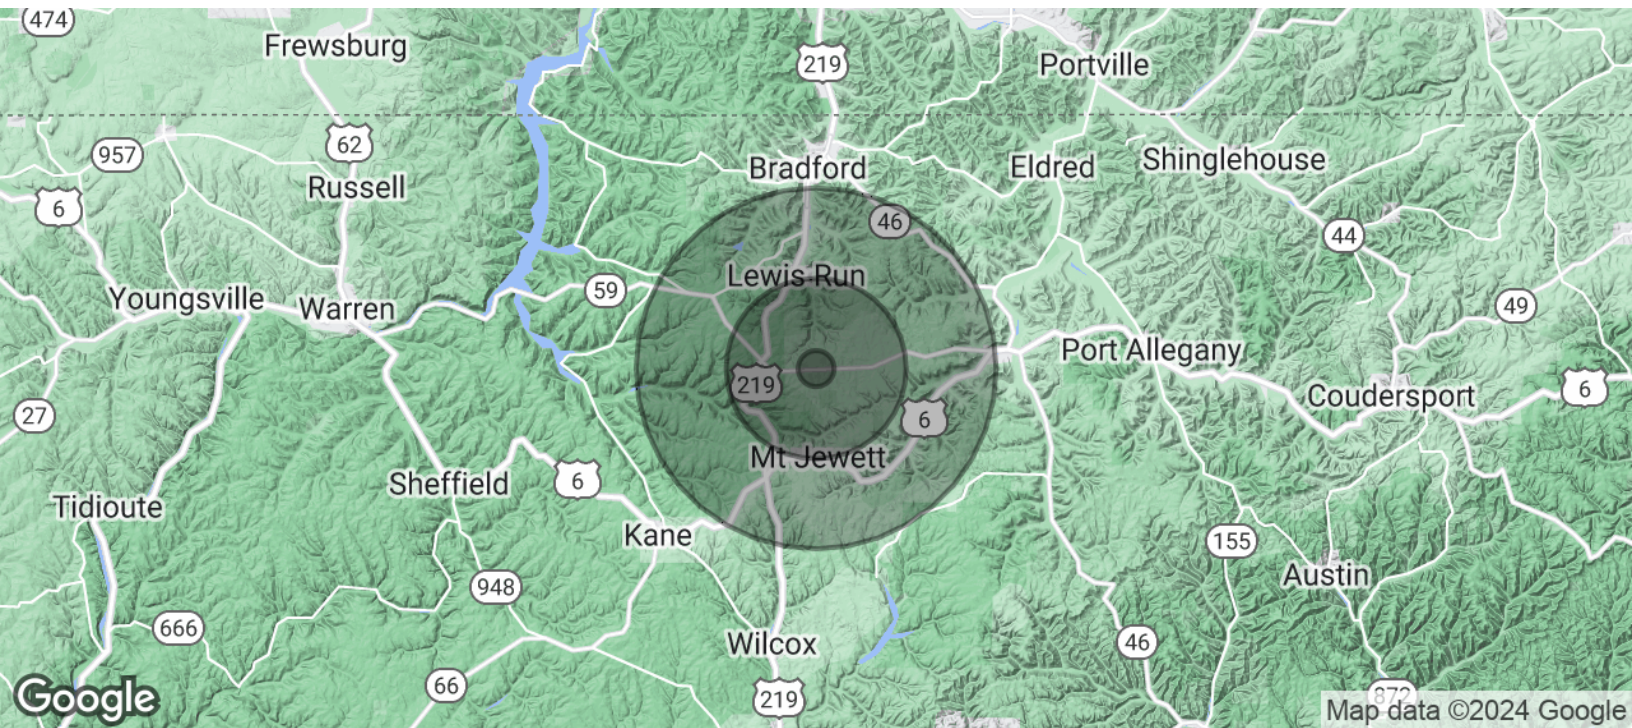 474
Frewsburg
219
Portville
957
62
Bradford
Eldred
Shinglehouse
Russell
6
46
44
Lewis Run
59
Youngsville
Warren
49
Port Allegany
219
6
Coudersport
6
27
Mt Jewett
Sheffield
6
Tidioute
Kane
155
Austin
948
666
Wilcox
46
66
219
872
Google
Map data ©2024 Google